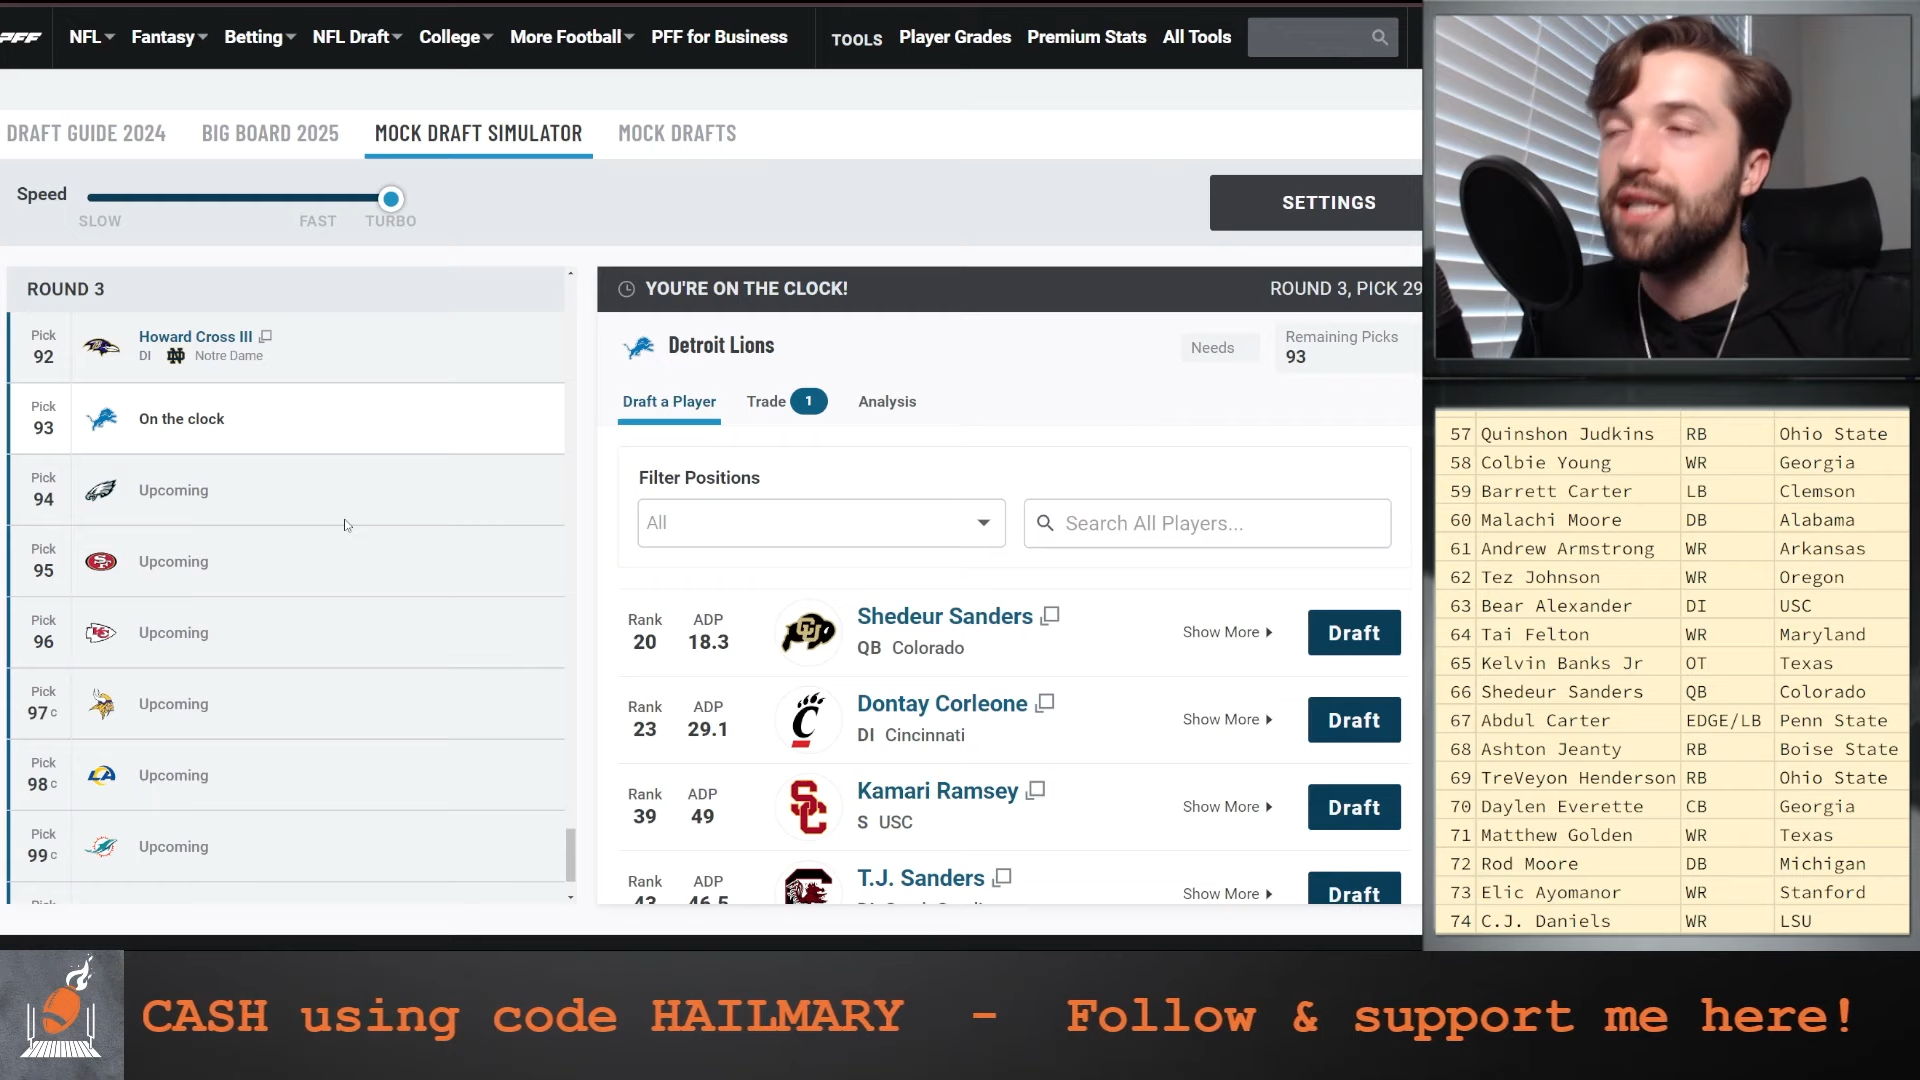 PFF
NFL
Fantasy
Betting
NFL Draft
College
More Football
PFF for Business
TOOLS
Player Grades
Premium Stats
All Tools
DRAFT GUIDE 2024
BIG BOARD 2025
MOCK DRAFT SIMULATOR
MOCK DRAFTS
Speed
SLOW
FAST
TURBO
SETTINGS
ROUND 3
Pick
92
Howard Cross III
DI
Notre Dame
Pick
93
On the clock
Pick
94
Upcoming
Pick
95
Upcoming
Pick
96
Upcoming
Pick
97 c
Upcoming
Pick
98 c
Upcoming
Pick
99 c
Upcoming
YOU'RE ON THE CLOCK!
ROUND 3, PICK 29
Detroit Lions
Needs
Remaining Picks
93
Draft a Player
Trade 1
Analysis
Filter Positions
All
Search All Players...
Rank
20
ADP
18.3
Shedeur Sanders
QB Colorado
Show More
Draft
Rank
23
ADP
29.1
Dontay Corleone
DI Cincinnati
Show More
Draft
Rank
39
ADP
49
Kamari Ramsey
S USC
Show More
Draft
Rank
43
ADP
46.5
T.J. Sanders
Show More
Draft
57 Quinshon Judkins RB Ohio State
58 Colbie Young WR Georgia
59 Barrett Carter LB Clemson
60 Malachi Moore DB Alabama
61 Andrew Armstrong WR Arkansas
62 Tez Johnson WR Oregon
63 Bear Alexander DI USC
64 Tai Felton WR Maryland
65 Kelvin Banks Jr OT Texas
66 Shedeur Sanders QB Colorado
67 Abdul Carter EDGE/LB Penn State
68 Ashton Jeanty RB Boise State
69 TreVeyon Henderson RB Ohio State
70 Daylen Everette CB Georgia
71 Matthew Golden WR Texas
72 Rod Moore DB Michigan
73 Elic Ayomanor WR Stanford
74 C.J. Daniels WR LSU
CASH using code HAILMARY - Follow & support me here!